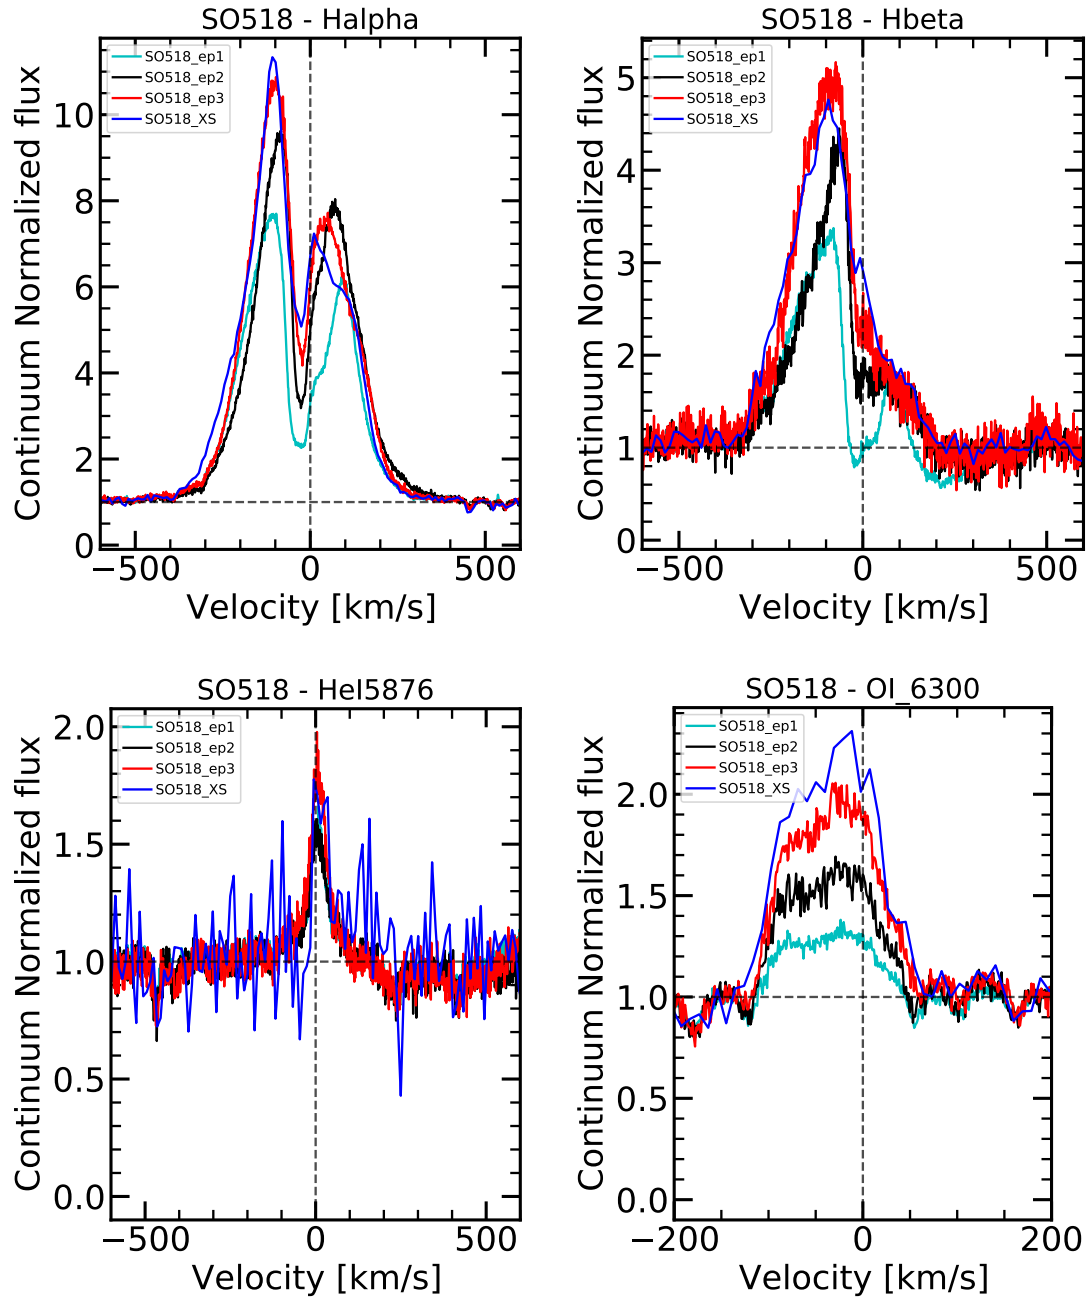 SO518 - Halpha
SO518_ep1
SO518_ep2
SO518_ep3
SO518_XS
Continuum Normalized flux
10
8
6
4
2
0
−500 0 500
Velocity [km/s]
SO518 - Hbeta
SO518_ep1
SO518_ep2
SO518_ep3
SO518_XS
Continuum Normalized flux
5
4
3
2
1
0
−500 0 500
Velocity [km/s]
SO518 - HeI5876
SO518_ep1
SO518_ep2
SO518_ep3
SO518_XS
Continuum Normalized flux
2.0
1.5
1.0
0.5
0.0
−500 0 500
Velocity [km/s]
SO518 - OI_6300
SO518_ep1
SO518_ep2
SO518_ep3
SO518_XS
Continuum Normalized flux
2.0
1.5
1.0
0.5
0.0
−200 −100 0 100 200
Velocity [km/s]